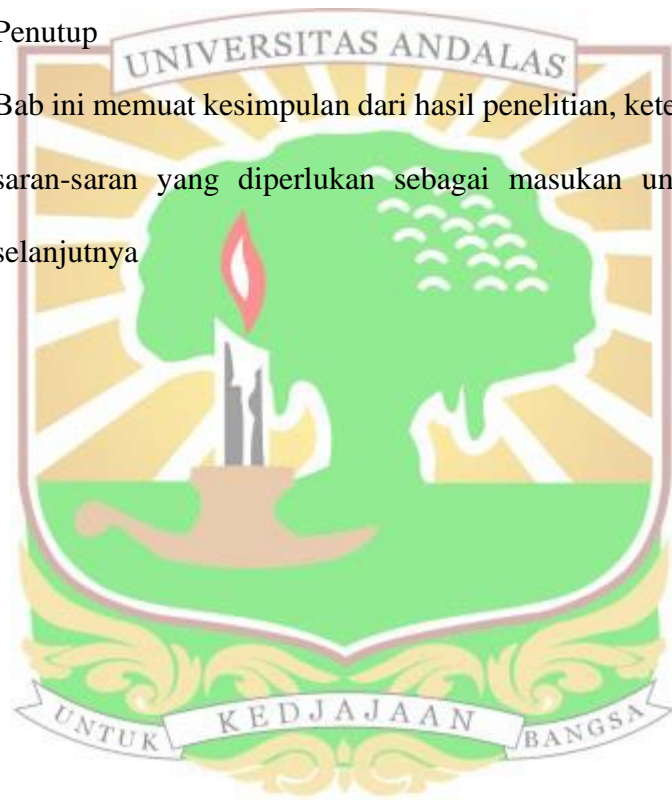 Penutup
UNIVERSITAS ANDALAS
Bab ini memuat kesimpulan dari hasil penelitian, kete
saran-saran yang diperlukan sebagai masukan un
selanjutnya
UNTUK KEDJAJAAN BANGSA